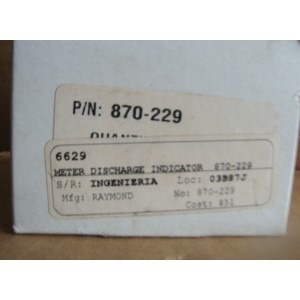 P/N: 870-229
6629
METER DISCHARGE INDICATOR 870-229
S/R: INGENIERIA Loc: 03B87J
Mfg: RAYMOND No: 870-229
Cost: 851